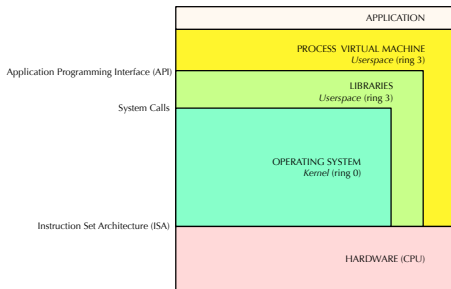 APPLICATION
PROCESS VIRTUAL MACHINE
Userspace (ring 3)
Application Programming Interface (API)
LIBRARIES
Userspace (ring 3)
System Calls
OPERATING SYSTEM
Kernel (ring 0)
Instruction Set Architecture (ISA)
HARDWARE (CPU)